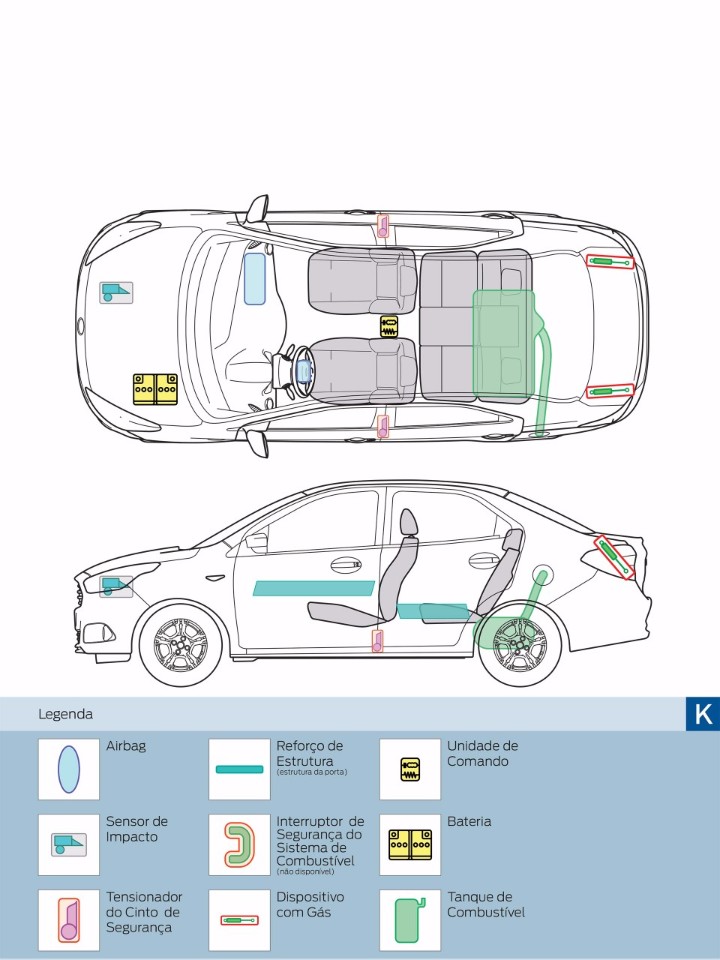 Legenda
K
Airbag
Reforço de
Estrutura
(estrutura da porta)
Unidade de
Comando
Sensor de
Impacto
Interruptor de
Segurança do
Sistema de
Combustível
(não disponível)
Bateria
Tensionador
do Cinto de
Segurança
Dispositivo
com Gás
Tanque de
Combustível